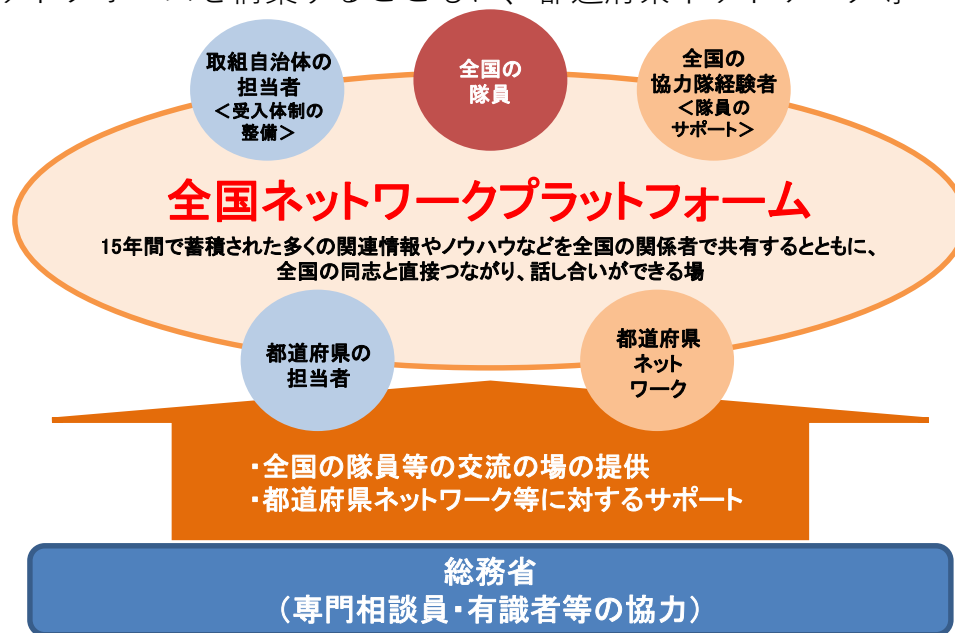 取組自治体の
担当者
＜受入体制の
整備＞
全国の
隊員
全国の
協力隊経験者
＜隊員の
サポート＞
全国ネットワークプラットフォーム
15年間で蓄積された多くの関連情報やノウハウなどを全国の関係者で共有するとともに、
全国の同志と直接つながり、話し合いができる場
都道府県の
担当者
都道府県
ネット
ワーク
・全国の隊員等の交流の場の提供
・都道府県ネットワーク等に対するサポート
総務省
（専門相談員・有識者等の協力）